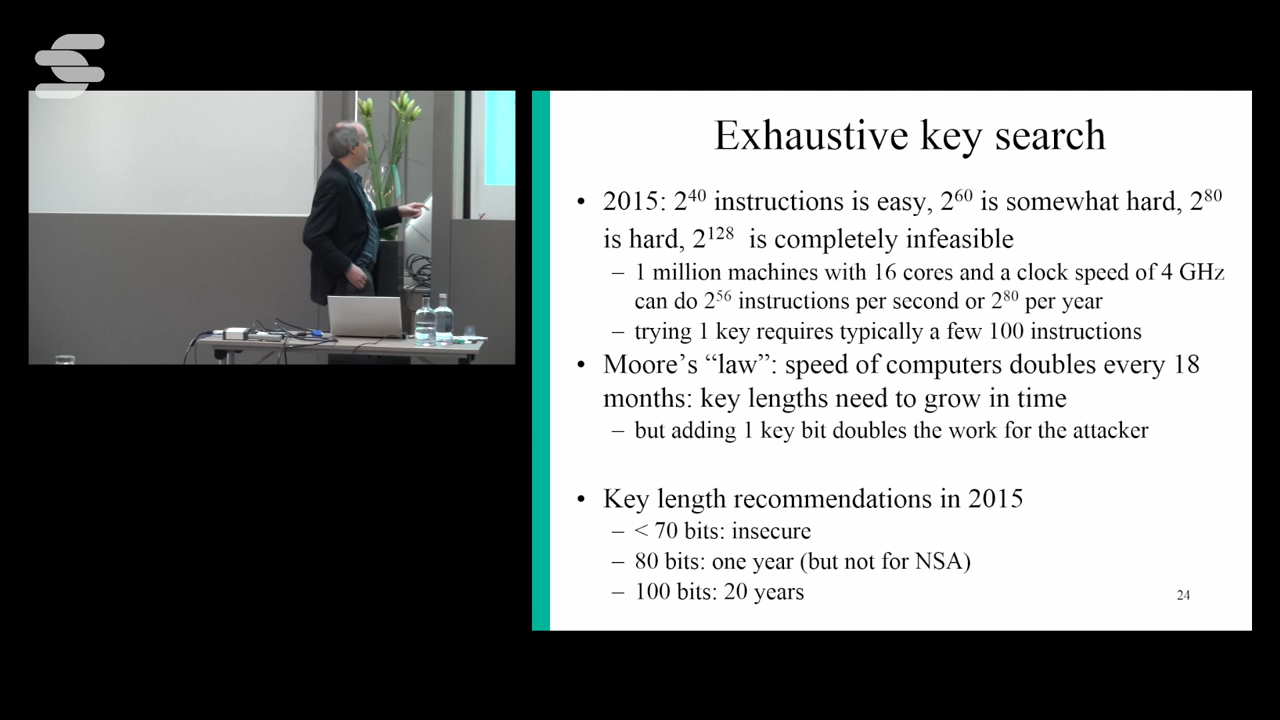 Exhaustive key search
• 2015: 2⁴⁰ instructions is easy, 2⁶⁰ is somewhat hard, 2⁸⁰
is hard, 2¹²⁸ is completely infeasible
– 1 million machines with 16 cores and a clock speed of 4 GHz
can do 2⁵⁶ instructions per second or 2⁸⁰ per year
– trying 1 key requires typically a few 100 instructions
• Moore's “law”: speed of computers doubles every 18
months: key lengths need to grow in time
– but adding 1 key bit doubles the work for the attacker
• Key length recommendations in 2015
– < 70 bits: insecure
– 80 bits: one year (but not for NSA)
– 100 bits: 20 years
24